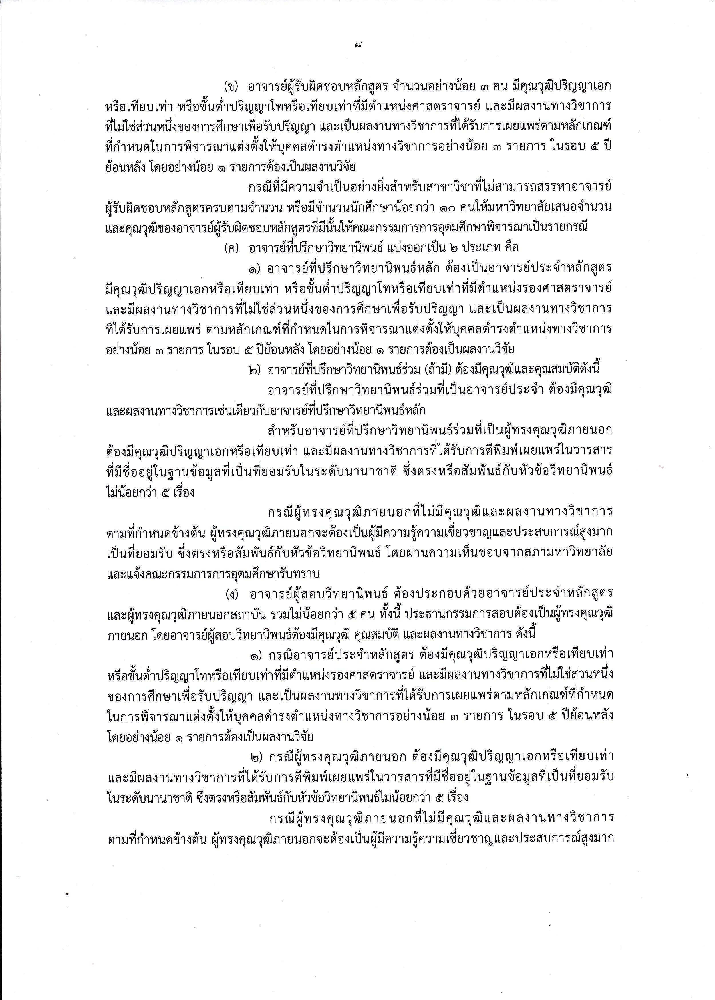 ๘
(ข) อาจารย์ผู้รับผิดชอบหลักสูตร จำนวนอย่างน้อย ๓ คน มีคุณวุฒิปริญญาเอก
หรือเทียบเท่า หรือขั้นต่ำปริญญาโทหรือเทียบเท่าที่มีตำแหน่งศาสตราจารย์ และมีผลงานทางวิชาการ
ที่ไม่ใช่ส่วนหนึ่งของการศึกษาเพื่อรับปริญญา และเป็นผลงานทางวิชาการที่ได้รับการเผยแพร่ตามหลักเกณฑ์
ที่กำหนดในการพิจารณาแต่งตั้งให้บุคคลดำรงตำแหน่งทางวิชาการอย่างน้อย ๓ รายการ ในรอบ ๕ ปี
ย้อนหลัง โดยอย่างน้อย ๑ รายการต้องเป็นผลงานวิจัย
กรณีที่มีความจำเป็นอย่างยิ่งสำหรับสาขาวิชาที่ไม่สามารถสรรหาอาจารย์
ผู้รับผิดชอบหลักสูตรครบตามจำนวน หรือมีจำนวนนักศึกษาน้อยกว่า ๑๐ คนให้มหาวิทยาลัยเสนอจำนวน
และคุณวุฒิของอาจารย์ผู้รับผิดชอบหลักสูตรที่มีนั้นให้คณะกรรมการการอุดมศึกษาพิจารณาเป็นรายกรณี
(ค) อาจารย์ที่ปรึกษาวิทยานิพนธ์ แบ่งออกเป็น ๒ ประเภท คือ
๑) อาจารย์ที่ปรึกษาวิทยานิพนธ์หลัก ต้องเป็นอาจารย์ประจำหลักสูตร
มีคุณวุฒิปริญญาเอกหรือเทียบเท่า หรือขั้นต่ำปริญญาโทหรือเทียบเท่าที่มีตำแหน่งรองศาสตราจารย์
และมีผลงานทางวิชาการที่ไม่ใช่ส่วนหนึ่งของการศึกษาเพื่อรับปริญญา และเป็นผลงานทางวิชาการ
ที่ได้รับการเผยแพร่ ตามหลักเกณฑ์ที่กำหนดในการพิจารณาแต่งตั้งให้บุคคลดำรงตำแหน่งทางวิชาการ
อย่างน้อย ๓ รายการ ในรอบ ๕ ปีย้อนหลัง โดยอย่างน้อย ๑ รายการต้องเป็นผลงานวิจัย
๒) อาจารย์ที่ปรึกษาวิทยานิพนธ์ร่วม (ถ้ามี) ต้องมีคุณวุฒิและคุณสมบัติดังนี้
อาจารย์ที่ปรึกษาวิทยานิพนธ์ร่วมที่เป็นอาจารย์ประจำ ต้องมีคุณวุฒิ
และผลงานทางวิชาการเช่นเดียวกับอาจารย์ที่ปรึกษาวิทยานิพนธ์หลัก
สำหรับอาจารย์ที่ปรึกษาวิทยานิพนธ์ร่วมที่เป็นผู้ทรงคุณวุฒิภายนอก
ต้องมีคุณวุฒิปริญญาเอกหรือเทียบเท่า และมีผลงานทางวิชาการที่ได้รับการตีพิมพ์เผยแพร่ในวารสาร
ที่มีชื่ออยู่ในฐานข้อมูลที่เป็นที่ยอมรับในระดับนานาชาติ ซึ่งตรงหรือสัมพันธ์กับหัวข้อวิทยานิพนธ์
ไม่น้อยกว่า ๕ เรื่อง
กรณีผู้ทรงคุณวุฒิภายนอกที่ไม่มีคุณวุฒิและผลงานทางวิชาการ
ตามที่กำหนดข้างต้น ผู้ทรงคุณวุฒิภายนอกจะต้องเป็นผู้มีความรู้ความเชี่ยวชาญและประสบการณ์สูงมาก
เป็นที่ยอมรับ ซึ่งตรงหรือสัมพันธ์กับหัวข้อวิทยานิพนธ์ โดยผ่านความเห็นชอบจากสภามหาวิทยาลัย
และแจ้งคณะกรรมการการอุดมศึกษารับทราบ
(ง) อาจารย์ผู้สอบวิทยานิพนธ์ ต้องประกอบด้วยอาจารย์ประจำหลักสูตร
และผู้ทรงคุณวุฒิภายนอกสถาบัน รวมไม่น้อยกว่า ๕ คน ทั้งนี้ ประธานกรรมการสอบต้องเป็นผู้ทรงคุณวุฒิ
ภายนอก โดยอาจารย์ผู้สอบวิทยานิพนธ์ต้องมีคุณวุฒิ คุณสมบัติ และผลงานทางวิชาการ ดังนี้
๑) กรณีอาจารย์ประจำหลักสูตร ต้องมีคุณวุฒิปริญญาเอกหรือเทียบเท่า
หรือขั้นต่ำปริญญาโทหรือเทียบเท่าที่มีตำแหน่งรองศาสตราจารย์ และมีผลงานทางวิชาการที่ไม่ใช่ส่วนหนึ่ง
ของการศึกษาเพื่อรับปริญญา และเป็นผลงานทางวิชาการที่ได้รับการเผยแพร่ตามหลักเกณฑ์ที่กำหนด
ในการพิจารณาแต่งตั้งให้บุคคลดำรงตำแหน่งทางวิชาการอย่างน้อย ๓ รายการ ในรอบ ๕ ปีย้อนหลัง
โดยอย่างน้อย ๑ รายการต้องเป็นผลงานวิจัย
๒) กรณีผู้ทรงคุณวุฒิภายนอก ต้องมีคุณวุฒิปริญญาเอกหรือเทียบเท่า
และมีผลงานทางวิชาการที่ได้รับการตีพิมพ์เผยแพร่ในวารสารที่มีชื่ออยู่ในฐานข้อมูลที่เป็นที่ยอมรับ
ในระดับนานาชาติ ซึ่งตรงหรือสัมพันธ์กับหัวข้อวิทยานิพนธ์ไม่น้อยกว่า ๕ เรื่อง
กรณีผู้ทรงคุณวุฒิภายนอกที่ไม่มีคุณวุฒิและผลงานทางวิชาการ
ตามที่กำหนดข้างต้น ผู้ทรงคุณวุฒิภายนอกจะต้องเป็นผู้มีความรู้ความเชี่ยวชาญและประสบการณ์สูงมาก